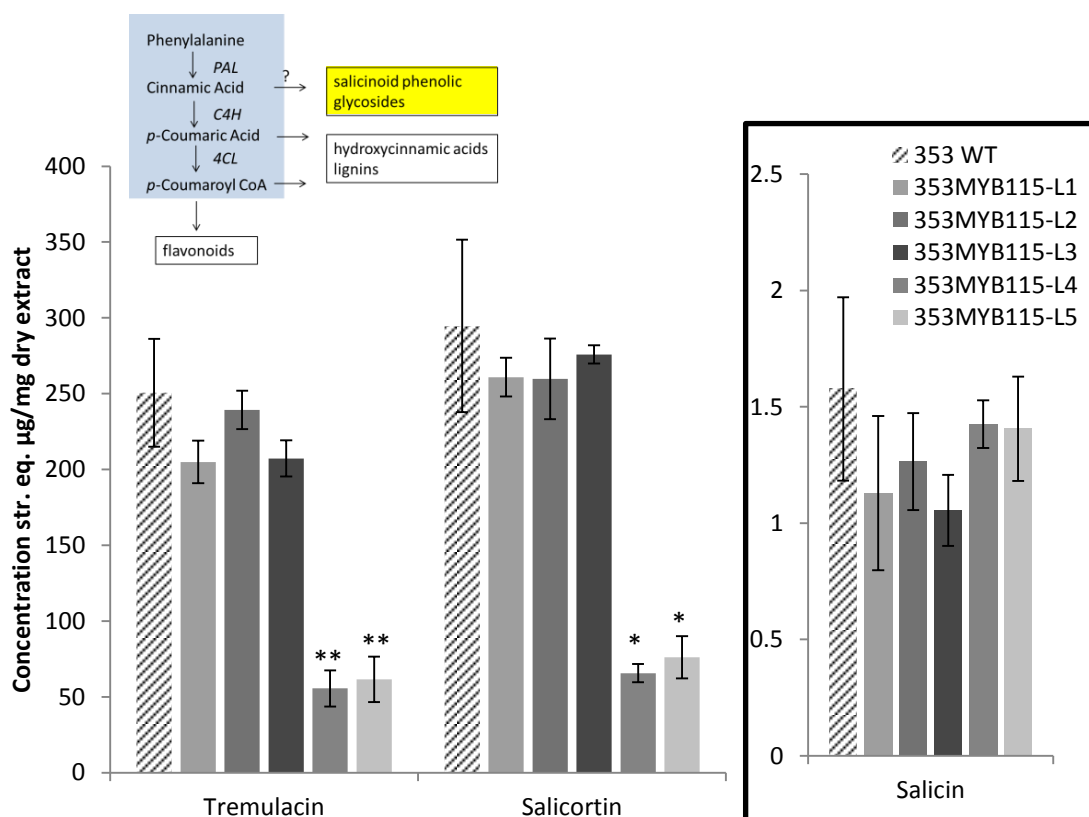 Phenylalanine
PAL
Cinnamic Acid
?
salicinoid phenolic
glycosides
C4H
p-Coumaric Acid
hydroxycinnamic acids
lignins
4CL
p-Coumaroyl CoA
flavonoids
Concentration str. eq. µg/mg dry extract
400
350
300
250
200
150
100
50
0
**
**
*
*
Tremulacin
Salicortin
353 WT
353MYB115-L1
353MYB115-L2
353MYB115-L3
353MYB115-L4
353MYB115-L5
2.5
2
1.5
1
0.5
0
Salicin